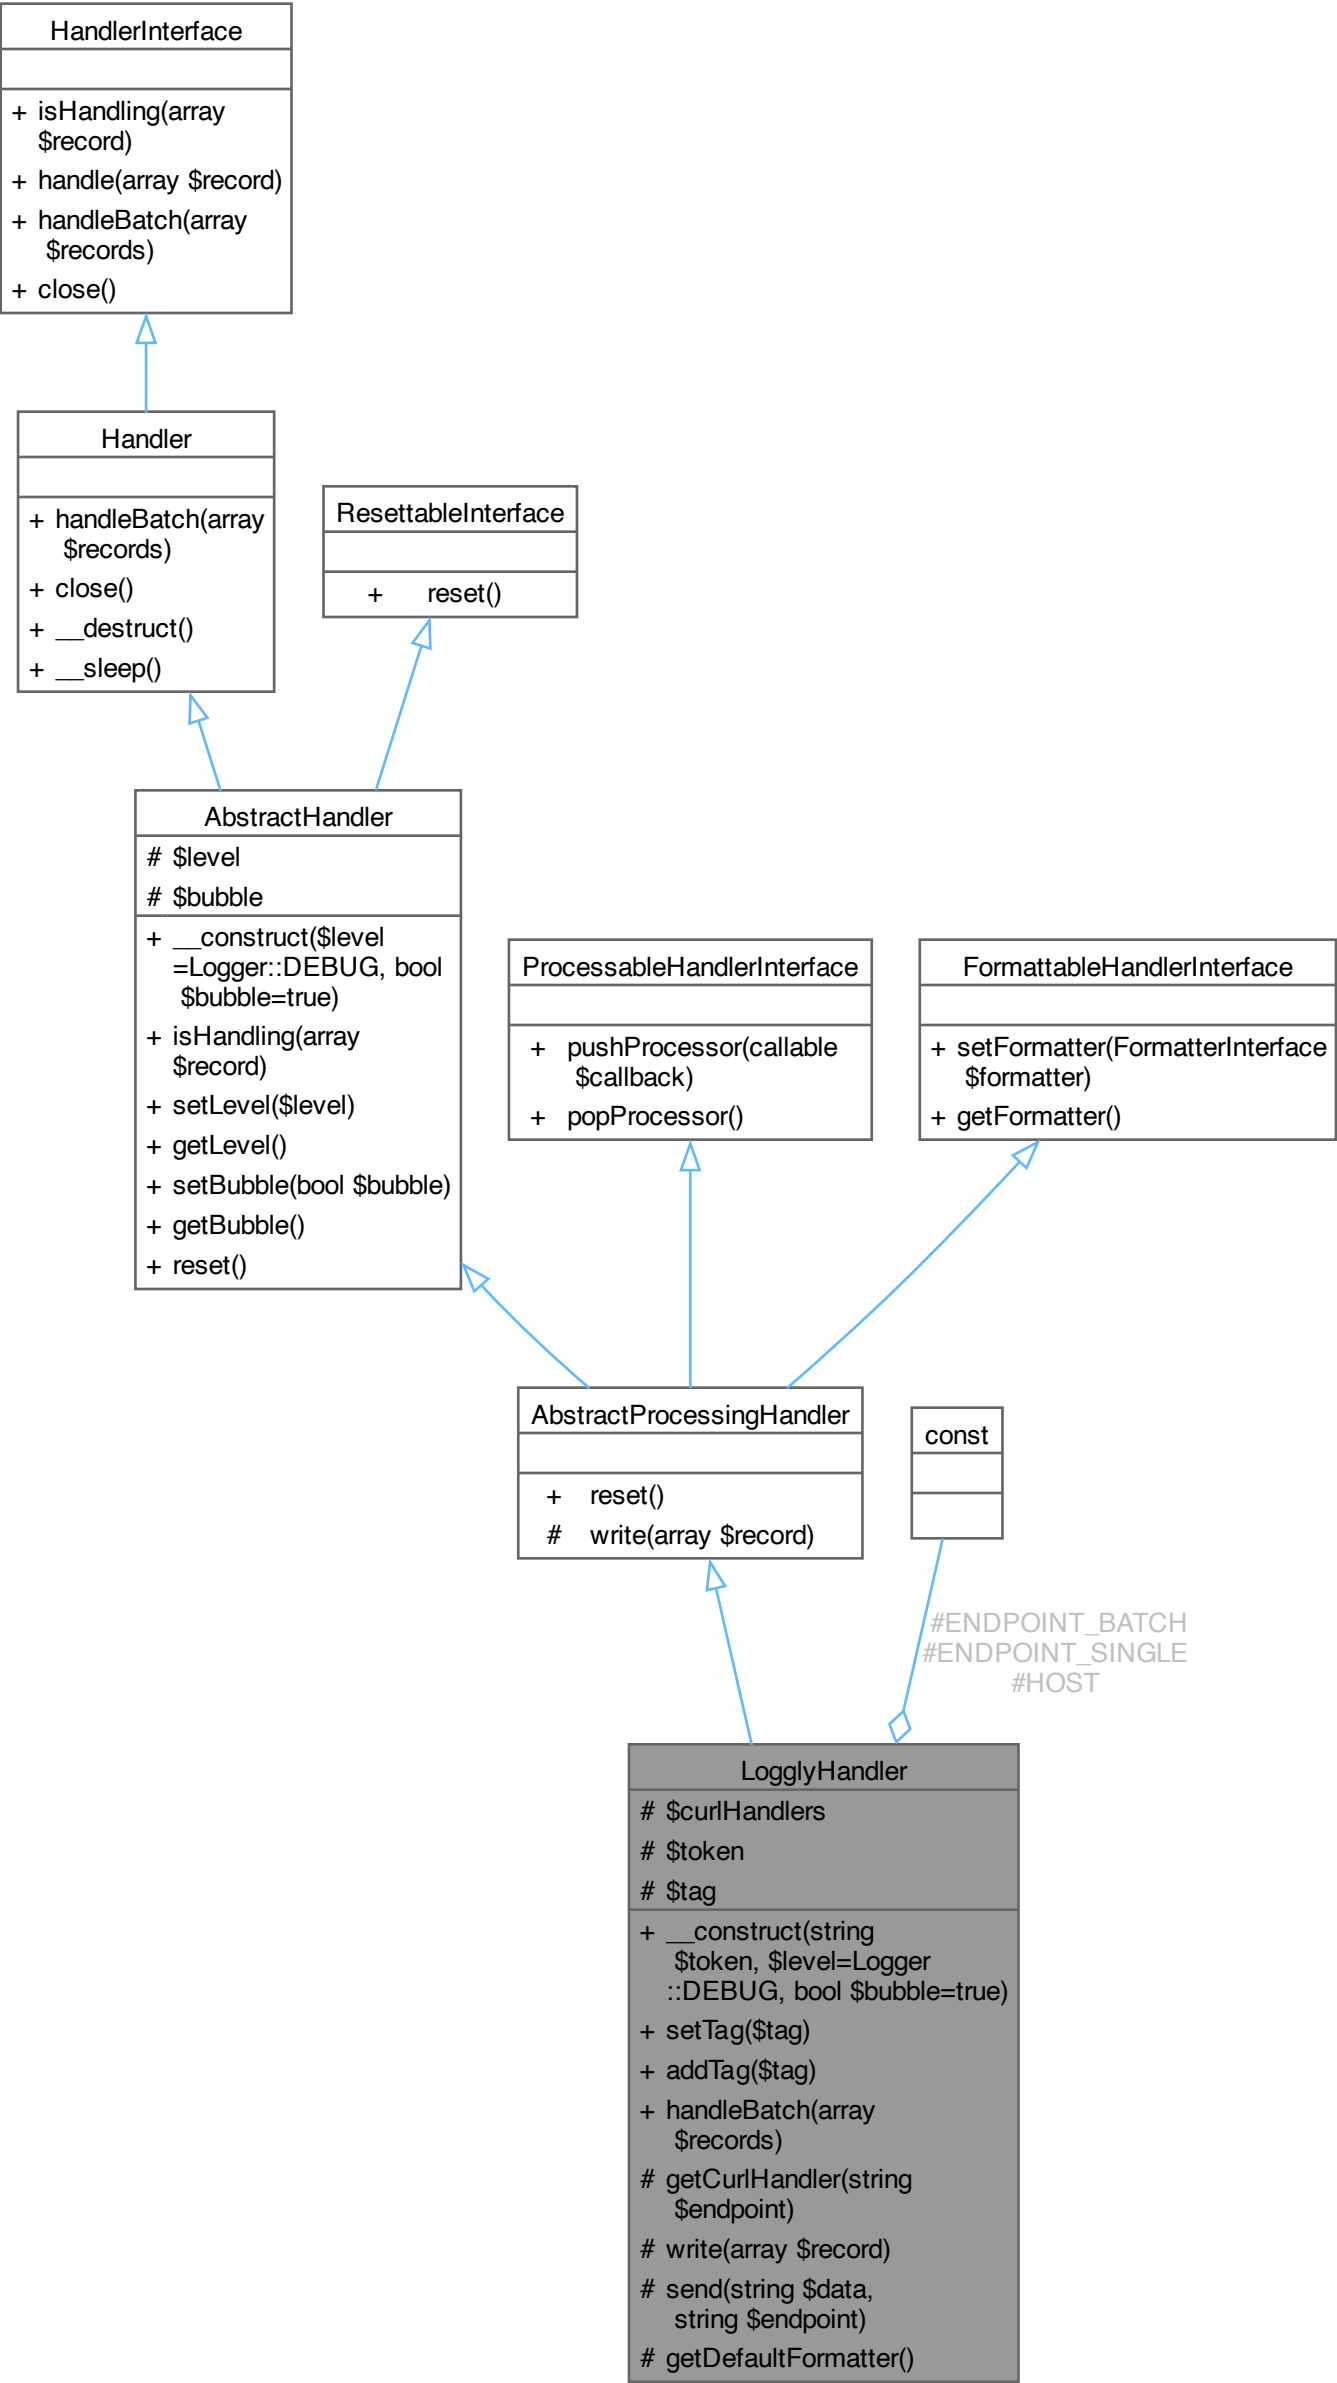 HandlerInterface
+ isHandling(array
$record)
+ handle(array $record)
+ handleBatch(array
$records)
+ close()
Handler
+ handleBatch(array
$records)
+ close()
+ __destruct()
+ __sleep()
ResettableInterface
+ reset()
AbstractHandler
# $level
# $bubble
+ __construct($level
=Logger::DEBUG, bool
$bubble=true)
+ isHandling(array
$record)
+ setLevel($level)
+ getLevel()
+ setBubble(bool $bubble)
+ getBubble()
+ reset()
ProcessableHandlerInterface
+ pushProcessor(callable
$callback)
+ popProcessor()
FormattableHandlerInterface
+ setFormatter(FormatterInterface
$formatter)
+ getFormatter()
AbstractProcessingHandler
+ reset()
# write(array $record)
const
#ENDPOINT_BATCH
#ENDPOINT_SINGLE
#HOST
LogglyHandler
# $curlHandlers
# $token
# $tag
+ __construct(string
$token, $level=Logger
::DEBUG, bool $bubble=true)
+ setTag($tag)
+ addTag($tag)
+ handleBatch(array
$records)
# getCurlHandler(string
$endpoint)
# write(array $record)
# send(string $data,
string $endpoint)
# getDefaultFormatter()